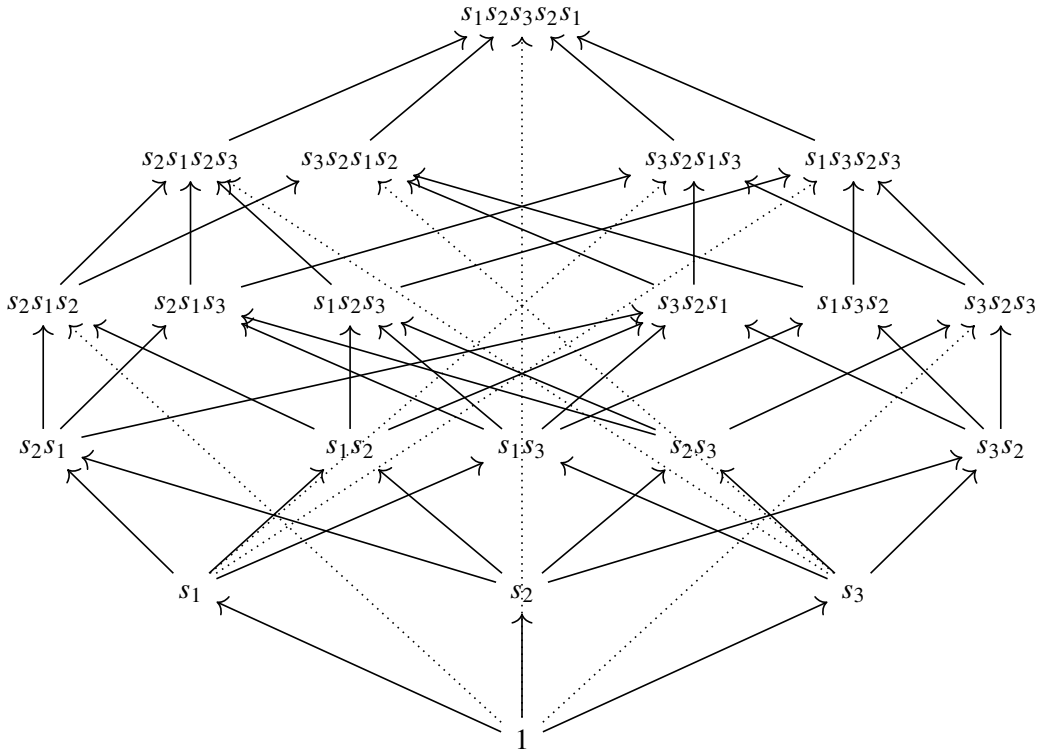 s₁s₂s₃s₂s₁
s₂s₁s₂s₃ s₃s₂s₁s₂ s₃s₂s₁s₃ s₁s₃s₂s₃
s₂s₁s₂ s₂s₁s₃ s₁s₂s₃ s₃s₂s₁ s₁s₃s₂ s₃s₂s₃
s₂s₁ s₁s₂ s₁s₃ s₂s₃ s₃s₂
s₁ s₂ s₃
1